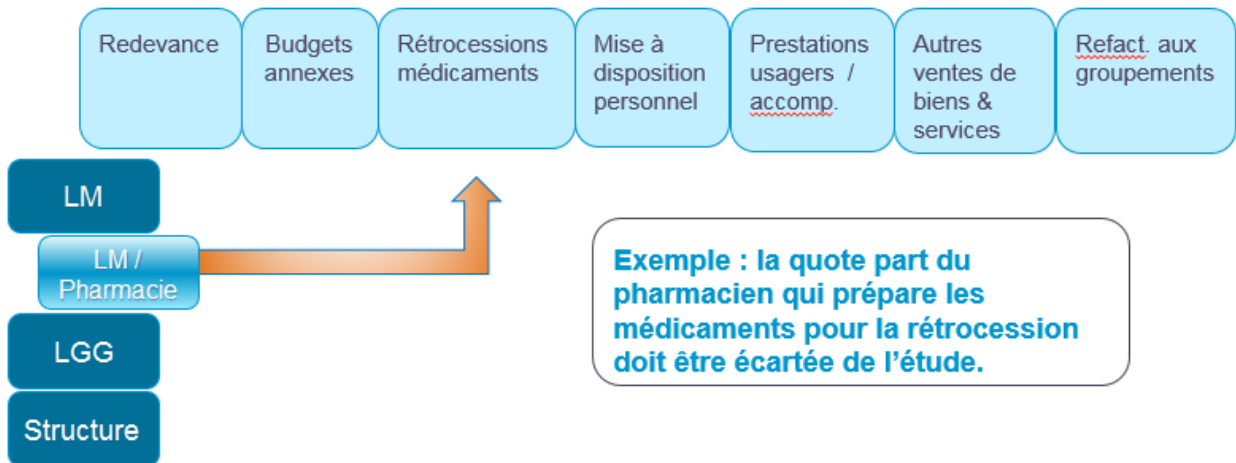 Redevance
Budgets
annexes
Rétrocessions
médicaments
Mise à
disposition
personnel
Prestations
usagers /
accomp.
Autres
ventes de
biens &
services
Refact. aux
groupements
LM
LM /
Pharmacie
LGG
Structure
Exemple : la quote part du
pharmacien qui prépare les
médicaments pour la rétrocession
doit être écartée de l’étude.